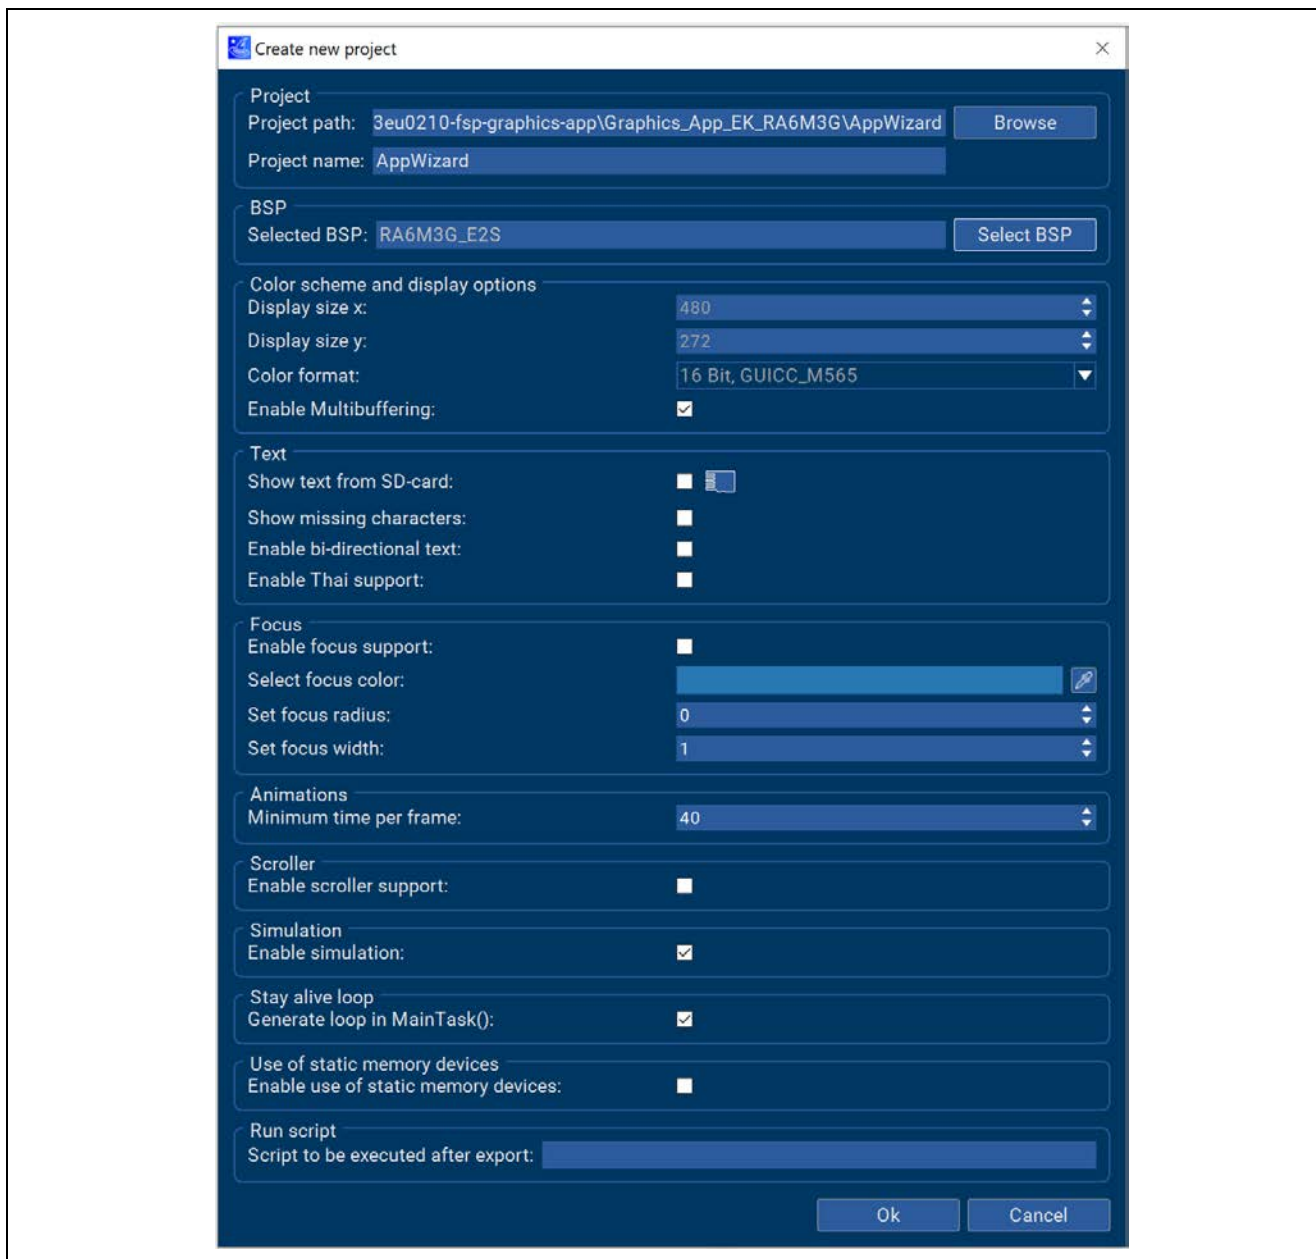 Create new project
Project
Project path: 3eu0210-fsp-graphics-app\Graphics_App_EK_RA6M3G\AppWizard Browse
Project name: AppWizard
BSP
Selected BSP: RA6M3G_E2S Select BSP
Color scheme and display options
Display size x: 480
Display size y: 272
Color format: 16 Bit, GUICC_M565
Enable Multibuffering:
Text
Show text from SD-card:
Show missing characters:
Enable bi-directional text:
Enable Thai support:
Focus
Enable focus support:
Select focus color:
Set focus radius: 0
Set focus width: 1
Animations
Minimum time per frame: 40
Scroller
Enable scroller support:
Simulation
Enable simulation:
Stay alive loop
Generate loop in MainTask():
Use of static memory devices
Enable use of static memory devices:
Run script
Script to be executed after export:
Ok Cancel